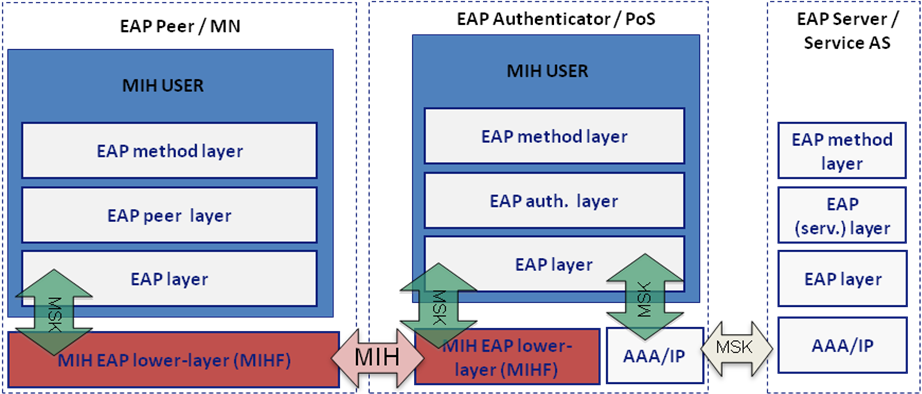 EAP Peer / MN
MIH USER
EAP method layer
EAP peer layer
EAP layer
MSK
MIH EAP lower-layer (MIHF)
MIH
EAP Authenticator / PoS
MIH USER
EAP method layer
EAP auth. layer
EAP layer
MSK
MSK
MIH EAP lower-
layer (MIHF)
AAA/IP
MSK
EAP Server /
Service AS
EAP method
layer
EAP
(serv.) layer
EAP layer
AAA/IP